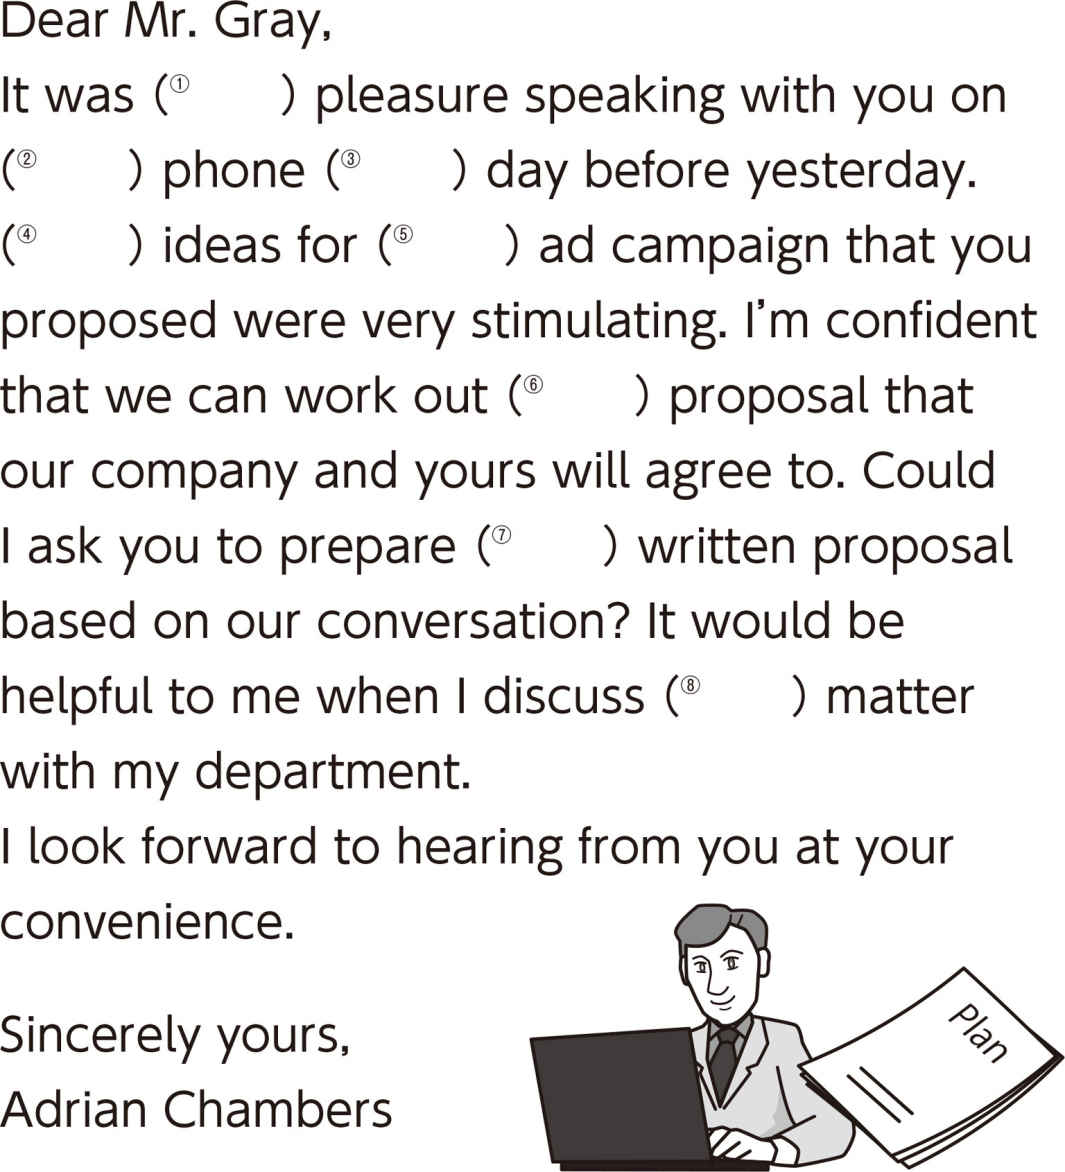 Dear Mr. Gray,
It was (① ) pleasure speaking with you on
(② ) phone (③ ) day before yesterday.
(④ ) ideas for (⑤ ) ad campaign that you
proposed were very stimulating. I’m confident
that we can work out (⑥ ) proposal that
our company and yours will agree to. Could
I ask you to prepare (⑦ ) written proposal
based on our conversation? It would be
helpful to me when I discuss (⑧ ) matter
with my department.
I look forward to hearing from you at your
convenience.
Sincerely yours,
Adrian Chambers
Plan